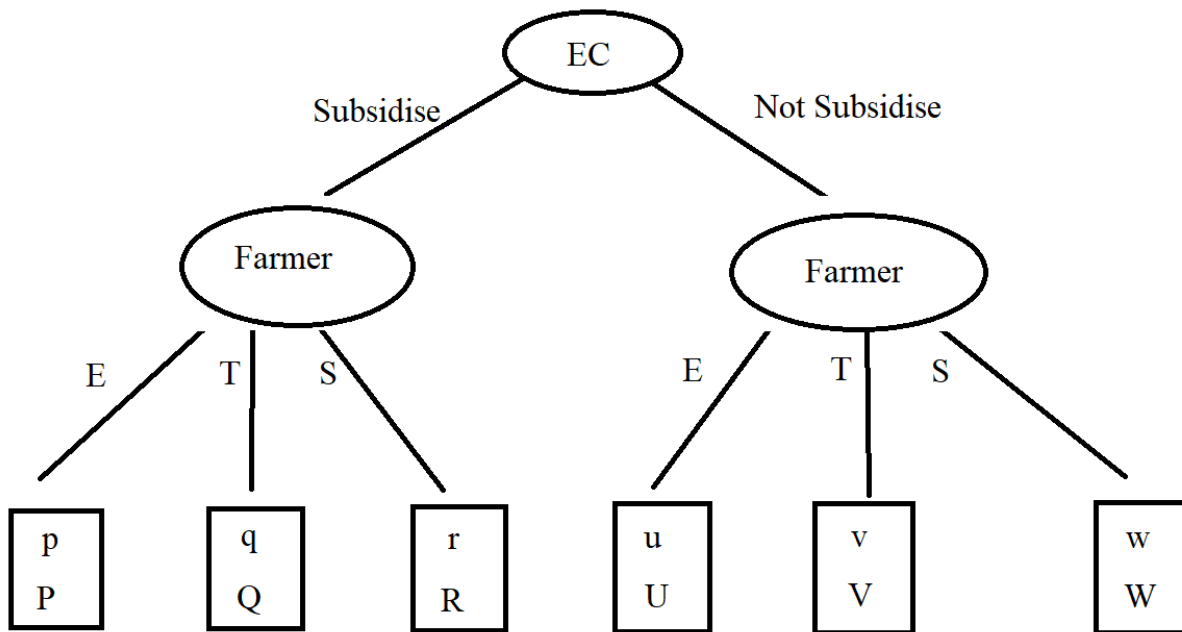 EC
Subsidise
Not Subsidise
Farmer
Farmer
E
T
S
E
T
S
p
q
r
u
v
w
P
Q
R
U
V
W